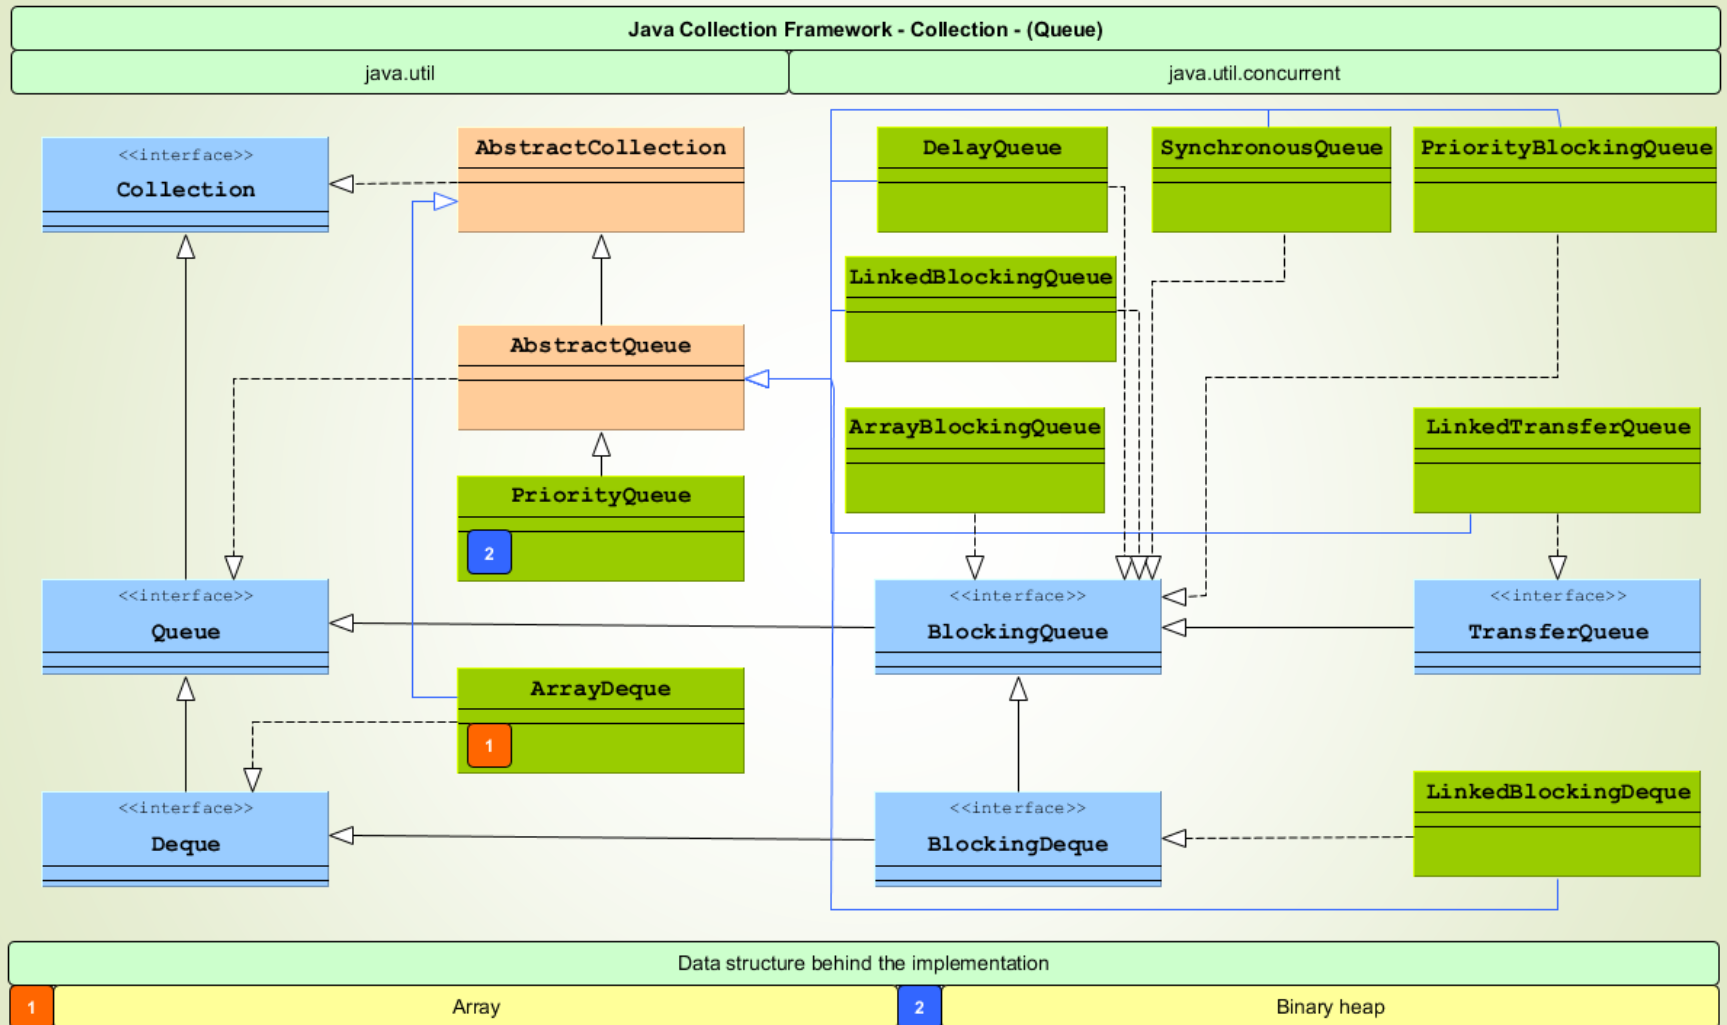 Java Collection Framework - Collection - (Queue)
java.util
java.util.concurrent
<<interface>>
Collection
AbstractCollection
DelayQueue
SynchronousQueue
PriorityBlockingQueue
LinkedBlockingQueue
AbstractQueue
ArrayBlockingQueue
LinkedTransferQueue
PriorityQueue
2
<<interface>>
Queue
<<interface>>
BlockingQueue
<<interface>>
TransferQueue
ArrayDeque
1
<<interface>>
Deque
<<interface>>
BlockingDeque
LinkedBlockingDeque
Data structure behind the implementation
1
Array
2
Binary heap